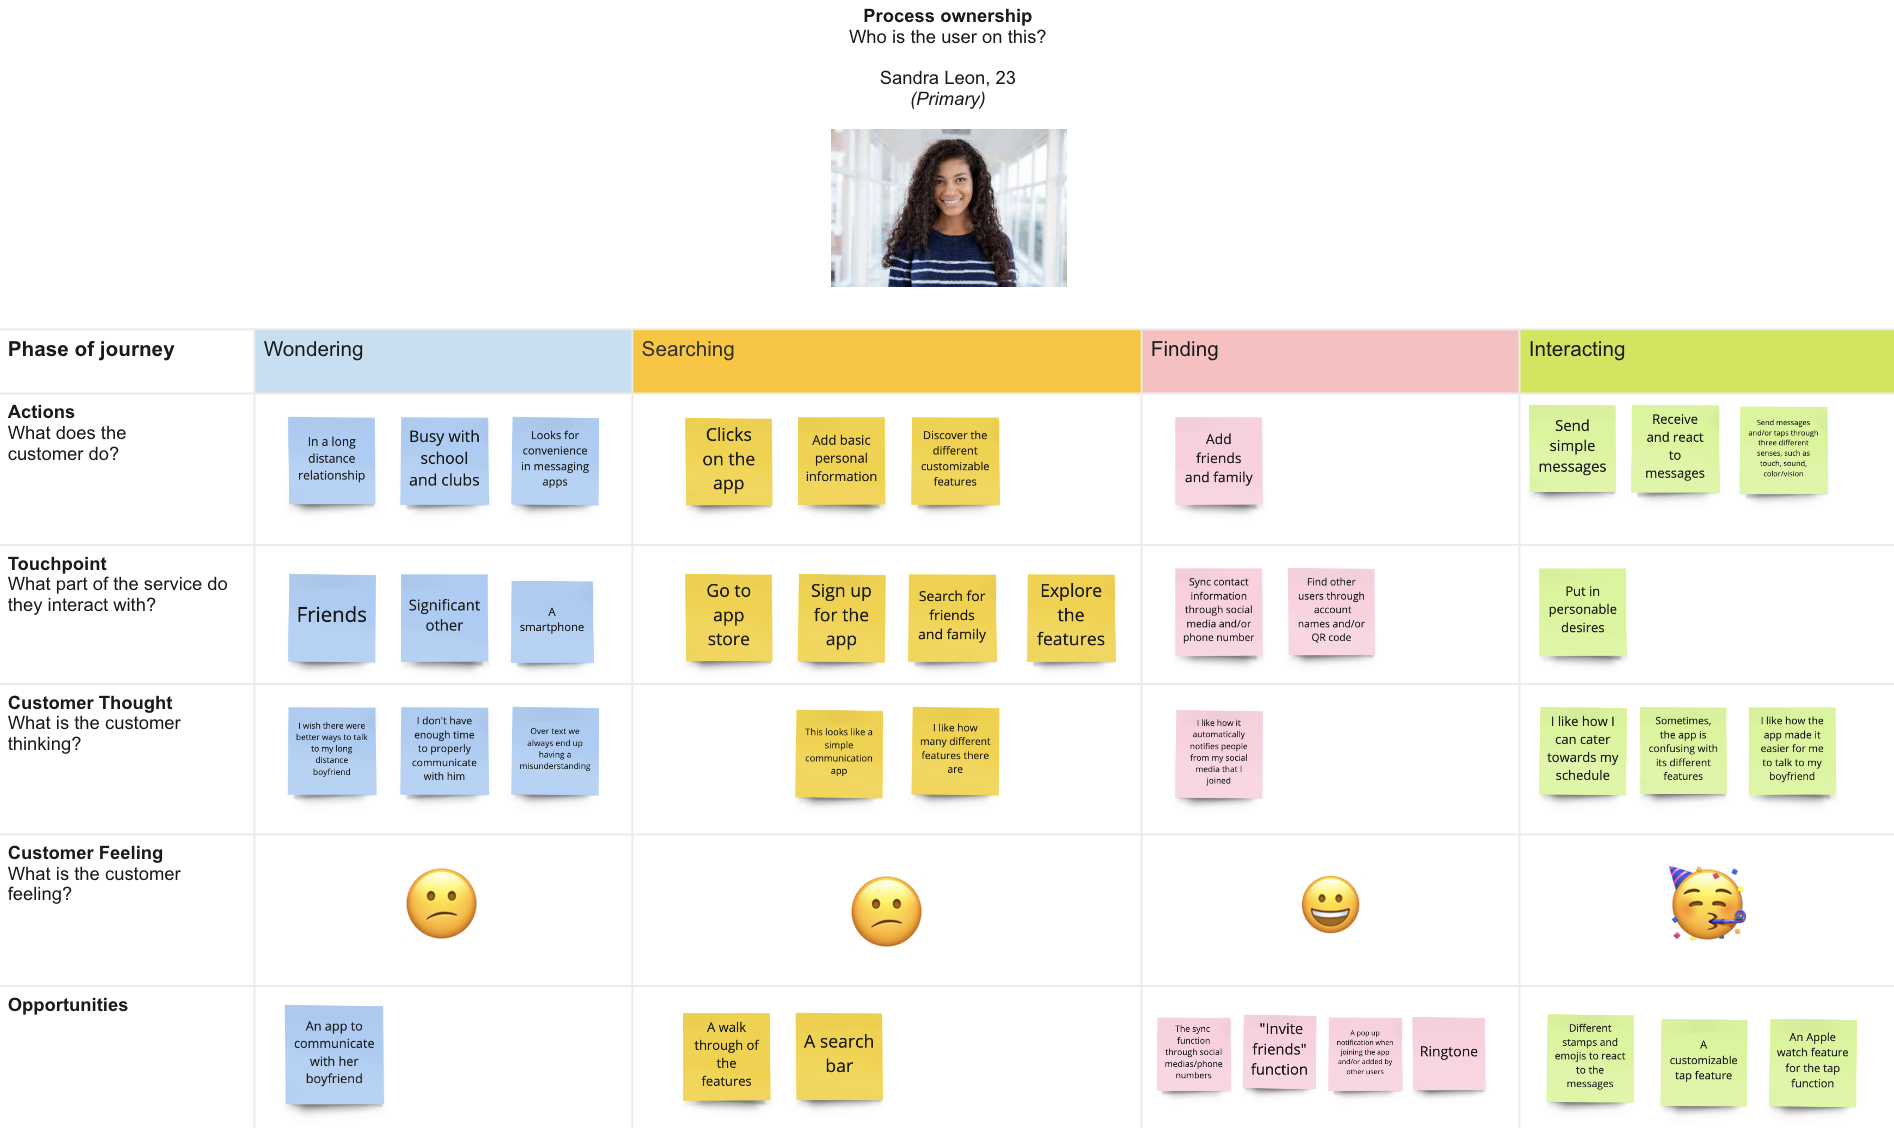 Process ownership
Who is the user on this?
Sandra Leon, 23
(Primary)
Phase of journey
Wondering
Searching
Finding
Interacting
Actions
What does the
customer do?
In a long
distance
relationship
Busy with
school
and clubs
Looks for
convenience
in messaging
apps
Clicks
on the
app
Add basic
personal
information
Discover the
different
customizable
features
Add
friends
and family
Send
simple
messages
Receive
and react
to
messages
Send messages
and/or taps through
three different
senses, such as
touch, sound,
color/vision
Touchpoint
What part of the service do
they interact with?
Friends
Significant
other
A
smartphone
Go to
app
store
Sign up
for the
app
Search for
friends
and family
Explore
the
features
Sync contact
information
through social
media and/or
phone number
Find other
users through
account
names and/or
QR code
Put in
personable
desires
Customer Thought
What is the customer
thinking?
I wish there were
better ways to talk
to my long
distance
boyfriend
I don't have
enough time
to properly
communicate
with him
Over text we
always end up
having a
misunderstanding
This looks like a
simple
communication
app
I like how
many different
features there
are
I like how it
automatically
notifies people
from my social
media that I
joined
I like how I
can cater
towards my
schedule
Sometimes,
the app is
confusing with
its different
features
I like how the
app made it
easier for me
to talk to my
boyfriend
Customer Feeling
What is the customer
feeling?
Opportunities
An app to
communicate
with her
boyfriend
A walk
through of
the
features
A search
bar
The sync
function
through social
medias/phone
numbers
"Invite
friends"
function
A pop up
notification when
joining the app
and/or added by
other users
Ringtone
Different
stamps and
emojis to react
to the
messages
A
customizable
tap feature
An Apple
watch feature
for the tap
function